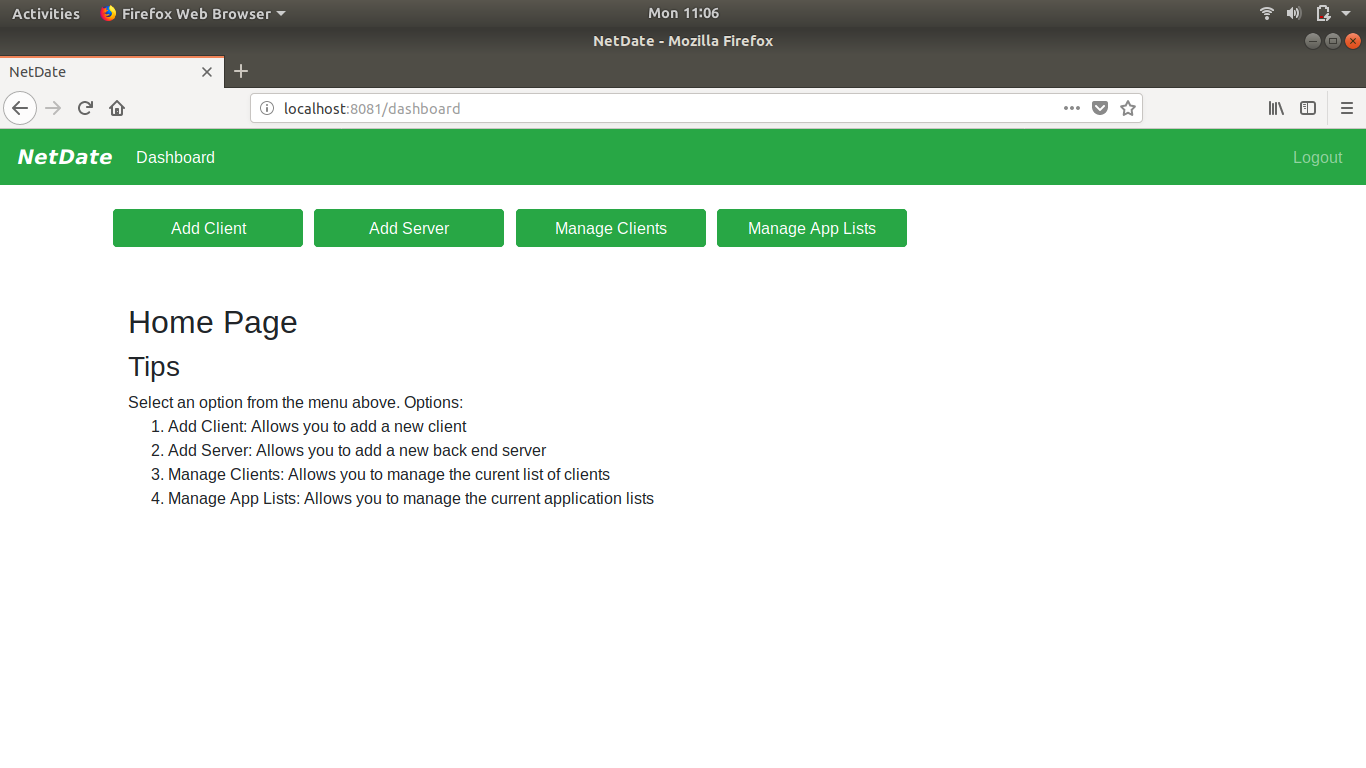 Activities Firefox Web Browser Mon 11:06
NetDate - Mozilla Firefox
NetDate
localhost:8081/dashboard
NetDate Dashboard Logout
Add Client Add Server Manage Clients Manage App Lists
Home Page
Tips
Select an option from the menu above. Options:
1. Add Client: Allows you to add a new client
2. Add Server: Allows you to add a new back end server
3. Manage Clients: Allows you to manage the curent list of clients
4. Manage App Lists: Allows you to manage the current application lists